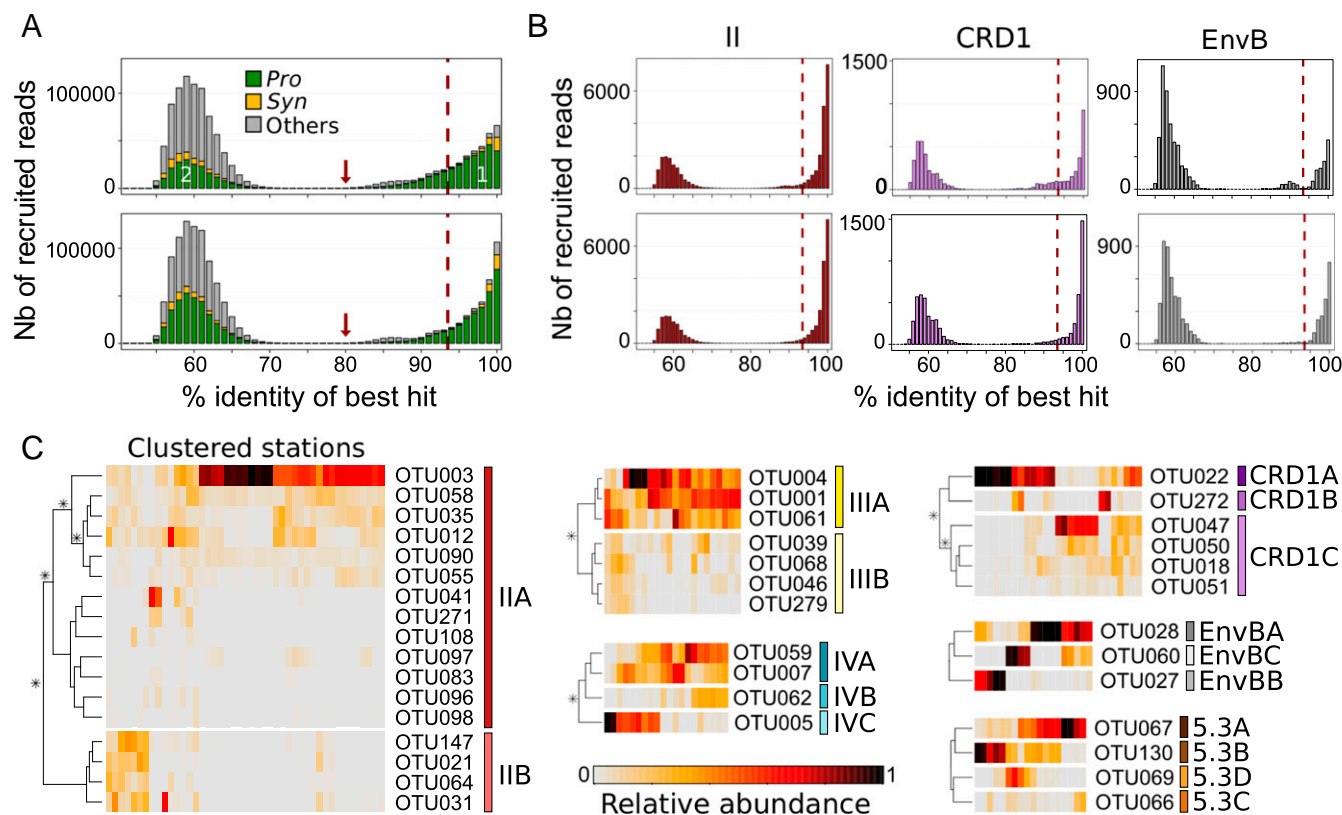 A
Nb of recruited reads
100000
0
100000
0
Pro
Syn
Others
2
1
60
70
80
90
100
% identity of best hit
B
Nb of recruited reads
II
CRD1
EnvB
6000
0
1500
0
900
0
6000
0
1500
0
900
0
60
80
100
60
80
100
60
80
100
% identity of best hit
C
Clustered stations
OTU003
OTU058
OTU035
OTU012
OTU090
OTU055
OTU041
OTU271
OTU108
OTU097
OTU083
OTU096
OTU098
IIA
OTU147
OTU021
OTU064
OTU031
IIB
OTU004
OTU001
OTU061
IIIA
OTU039
OTU068
OTU046
OTU279
IIIB
OTU059
OTU007
IVA
OTU062
IVB
OTU005
IVC
0
1
Relative abundance
OTU022
CRD1A
OTU272
CRD1B
OTU047
OTU050
OTU018
OTU051
CRD1C
OTU028
EnvBA
OTU060
EnvBC
OTU027
EnvBB
OTU067
5.3A
OTU130
5.3B
OTU069
5.3D
OTU066
5.3C